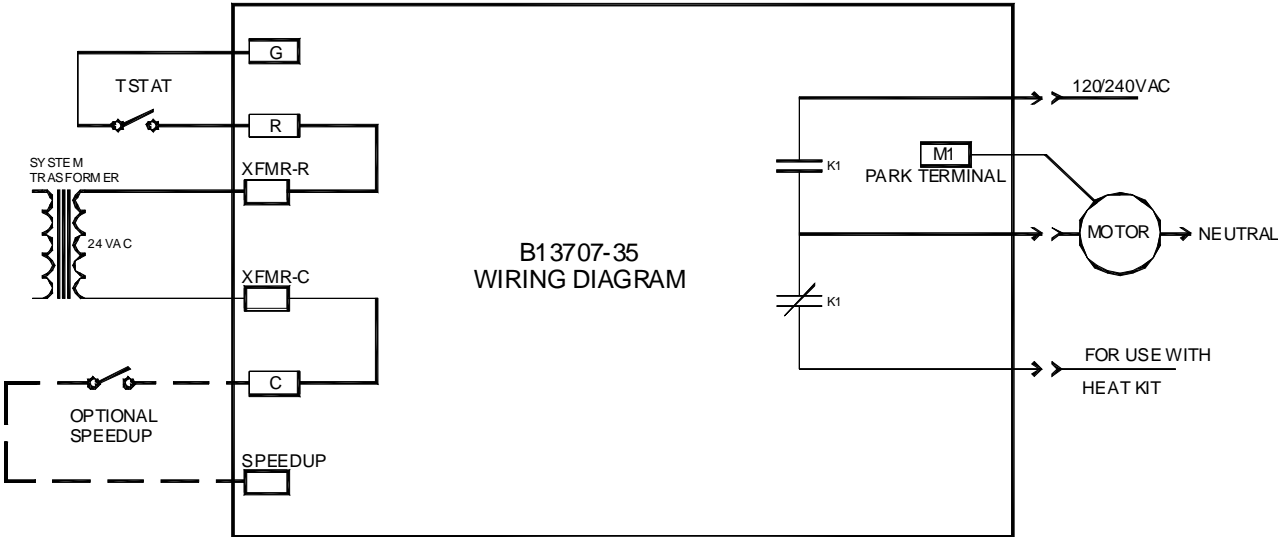 G
TSTAT
R
SYSTEM
TRASFORMER
XFMR-R
24 VAC
XFMR-C
C
OPTIONAL
SPEEDUP
SPEEDUP
B13707-35
WIRING DIAGRAM
120/240VAC
K1
M1
PARK TERMINAL
MOTOR
NEUTRAL
K1
FOR USE WITH
HEAT KIT